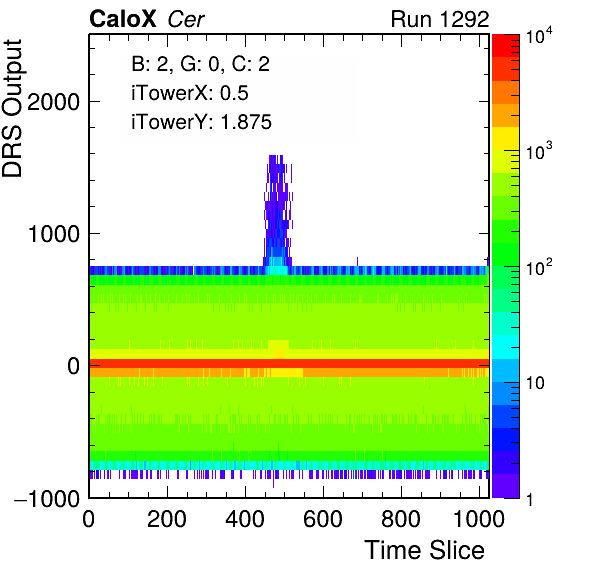 CaloX Cer Run 1292
B: 2, G: 0, C: 2
iTowerX: 0.5
iTowerY: 1.875
DRS Output
2000
1000
0
−1000
0 200 400 600 800 1000
Time Slice
10^4
10^3
10^2
10
1